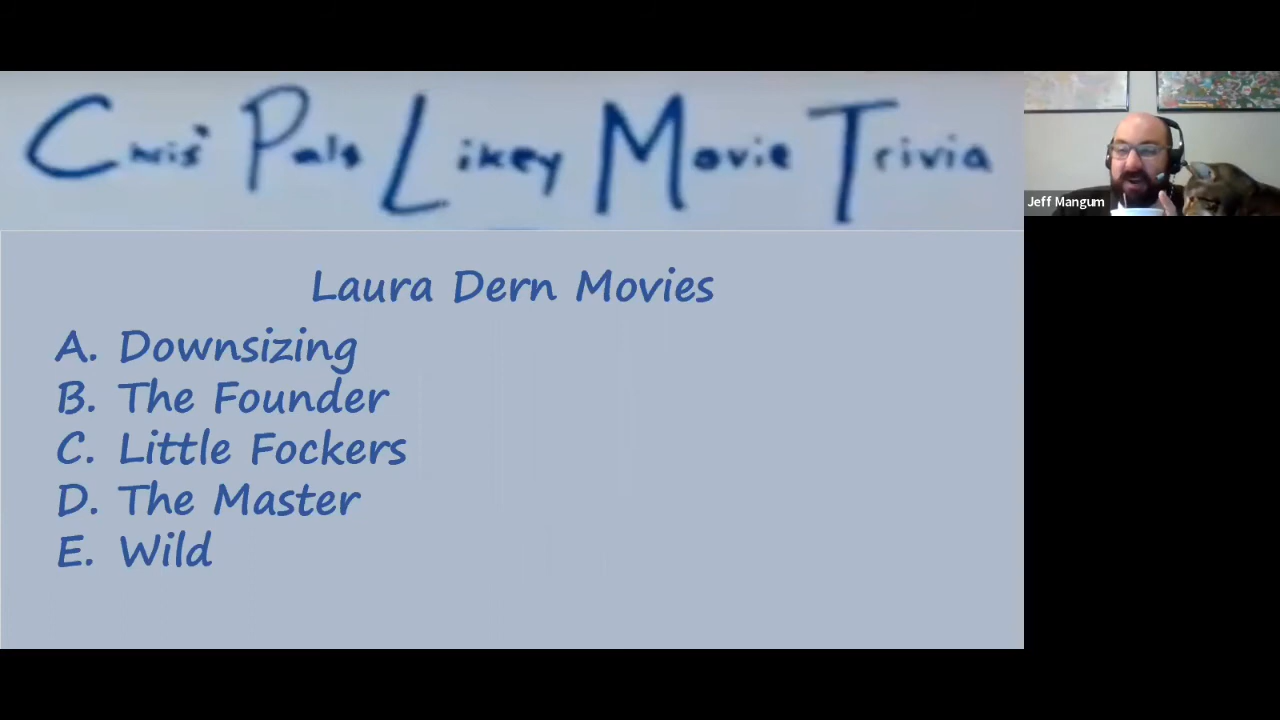 Chris' Pals Likey Movie Trivia
Jeff Mangum
Laura Dern Movies
A. Downsizing
B. The Founder
C. Little Fockers
D. The Master
E. Wild